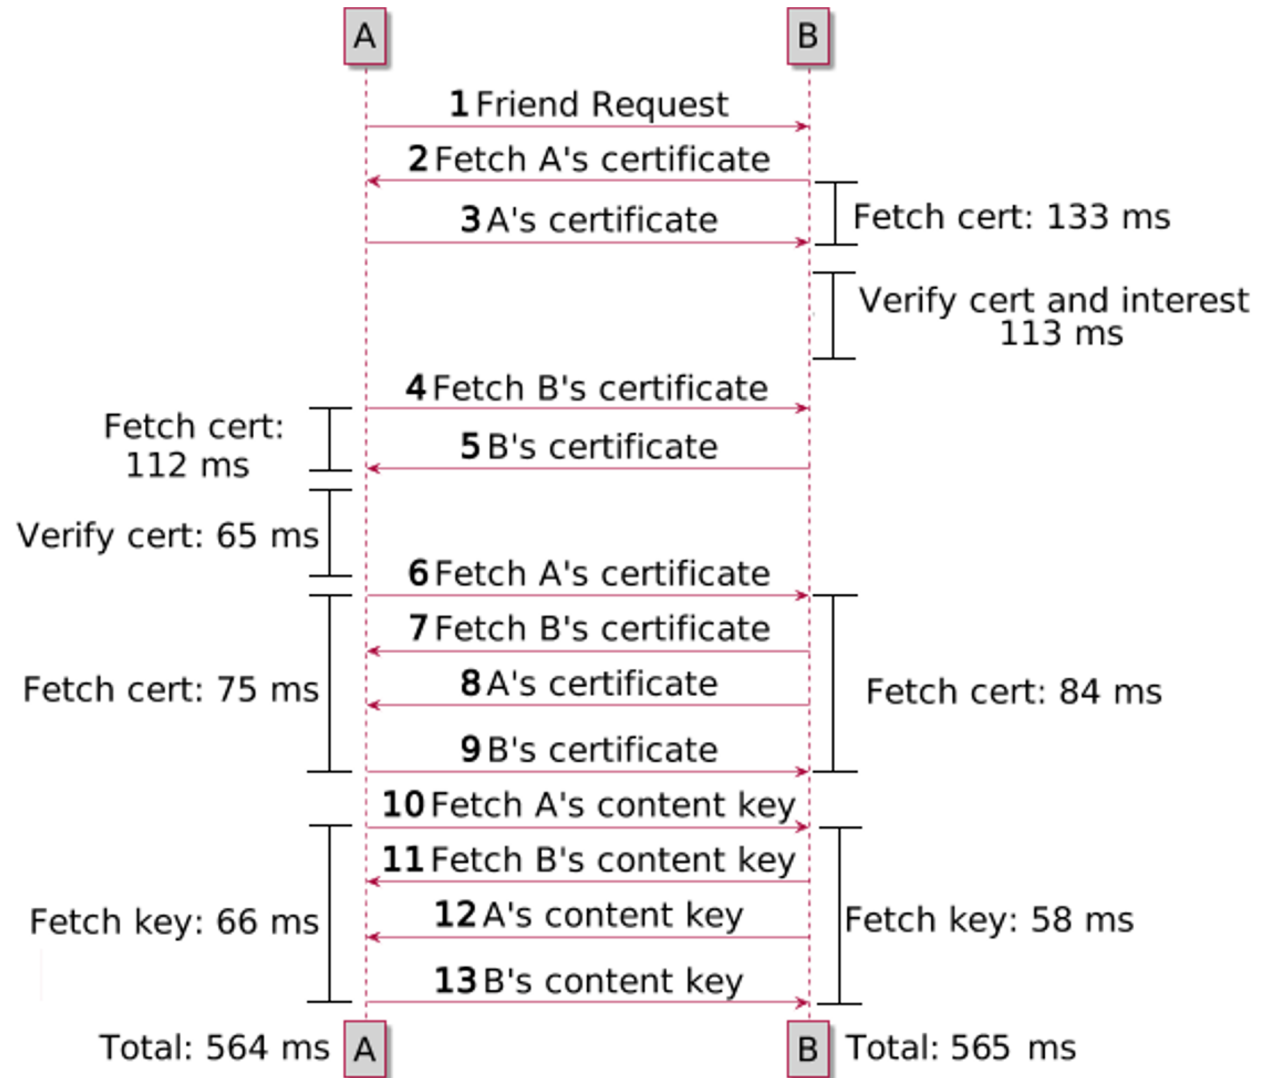 A
B
1 Friend Request
2 Fetch A's certificate
3 A's certificate
Fetch cert: 133 ms
Verify cert and interest
113 ms
4 Fetch B's certificate
Fetch cert:
112 ms
5 B's certificate
Verify cert: 65 ms
6 Fetch A's certificate
7 Fetch B's certificate
8 A's certificate
Fetch cert: 75 ms
Fetch cert: 84 ms
9 B's certificate
10 Fetch A's content key
11 Fetch B's content key
12 A's content key
Fetch key: 66 ms
Fetch key: 58 ms
13 B's content key
Total: 564 ms
A
B
Total: 565 ms